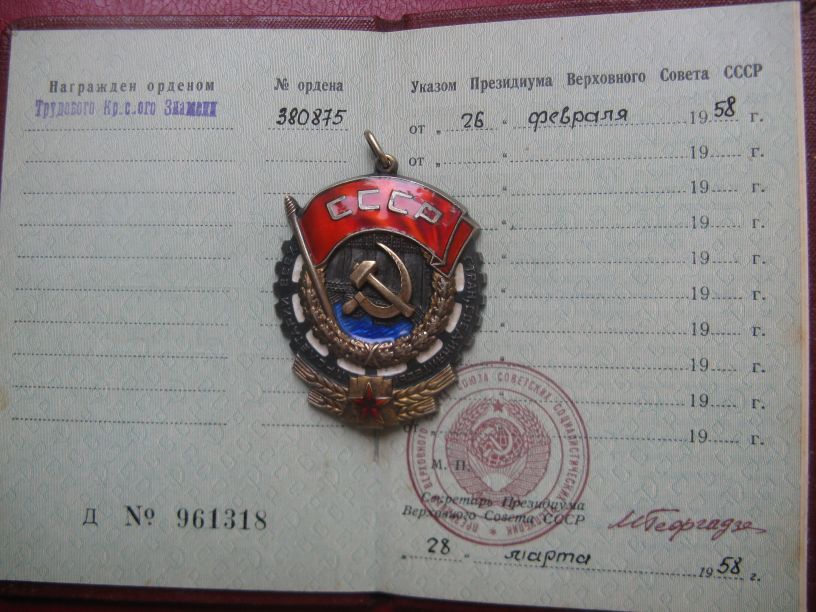 Награжден орденом
Трудового Кр.с.ого Знамени
№ ордена
380875
Указом Президиума Верховного Совета СССР
от „ 26 “ февраля 1958 г.
от „ “ 19 г.
“ 19 г.
“ 19 г.
“ 19 г.
“ 19 г.
“ 19 г.
“ 19 г.
“ 19 г.
19 г.
СССР
М. П.
Секретарь Президиума
Верховного Совета СССР
М Георгадзе
„ 28 “ марта 1958 г.
Д № 961318